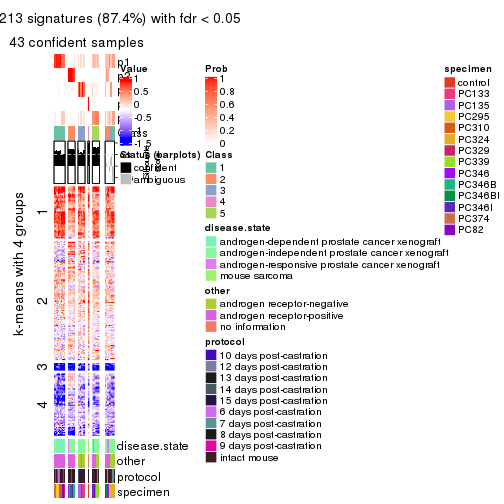 213 signatures (87.4%) with fdr < 0.05
43 confident samples
p1
Value
1
0.5
0
-0.5
-1
-1.5
Class
Status (barplots)
confident
ambiguous
k-means with 4 groups
1
2
3
4
disease.state
other
protocol
specimen
Prob
1
0.8
0.6
0.4
0.2
0
Class
1
2
3
4
5
disease.state
androgen-dependent prostate cancer xenograft
androgen-independent prostate cancer xenograft
androgen-responsive prostate cancer xenograft
mouse sarcoma
other
androgen receptor-negative
androgen receptor-positive
no information
protocol
10 days post-castration
12 days post-castration
13 days post-castration
14 days post-castration
15 days post-castration
6 days post-castration
7 days post-castration
8 days post-castration
9 days post-castration
intact mouse
specimen
control
PC133
PC135
PC295
PC310
PC324
PC329
PC339
PC346
PC346B
PC346BI
PC346I
PC374
PC82